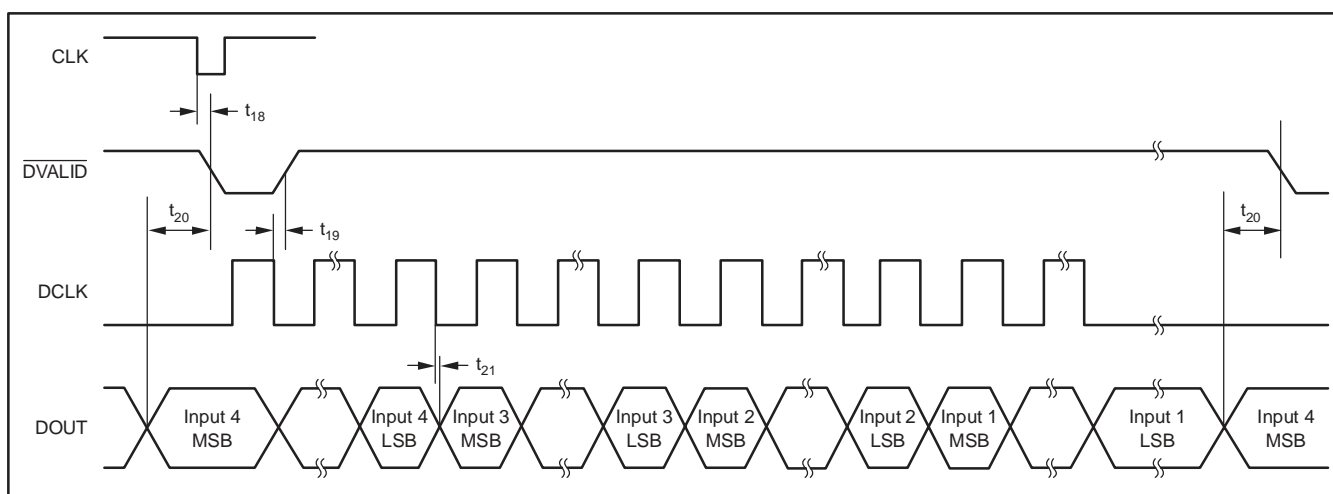 CLK
t18
DVALID
t20
t19
t20
DCLK
t21
DOUT
Input 4
MSB
Input 4
LSB
Input 3
MSB
Input 3
LSB
Input 2
MSB
Input 2
LSB
Input 1
MSB
Input 1
LSB
Input 4
MSB